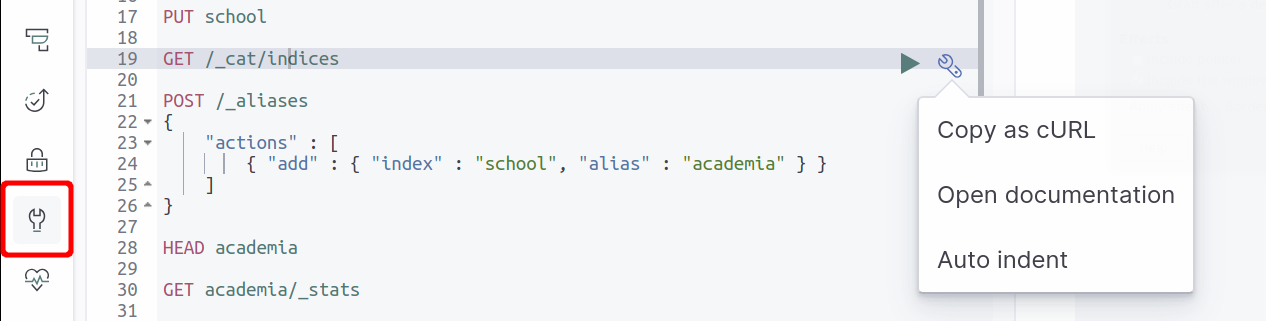 17 PUT school
18
19 GET /_cat/indices
20
21 POST /_aliases
22 {
23 "actions" : [
24 { "add" : { "index" : "school", "alias" : "academia" } }
25 ]
26 }
27
28 HEAD academia
29
30 GET academia/_stats
31
Copy as cURL
Open documentation
Auto indent